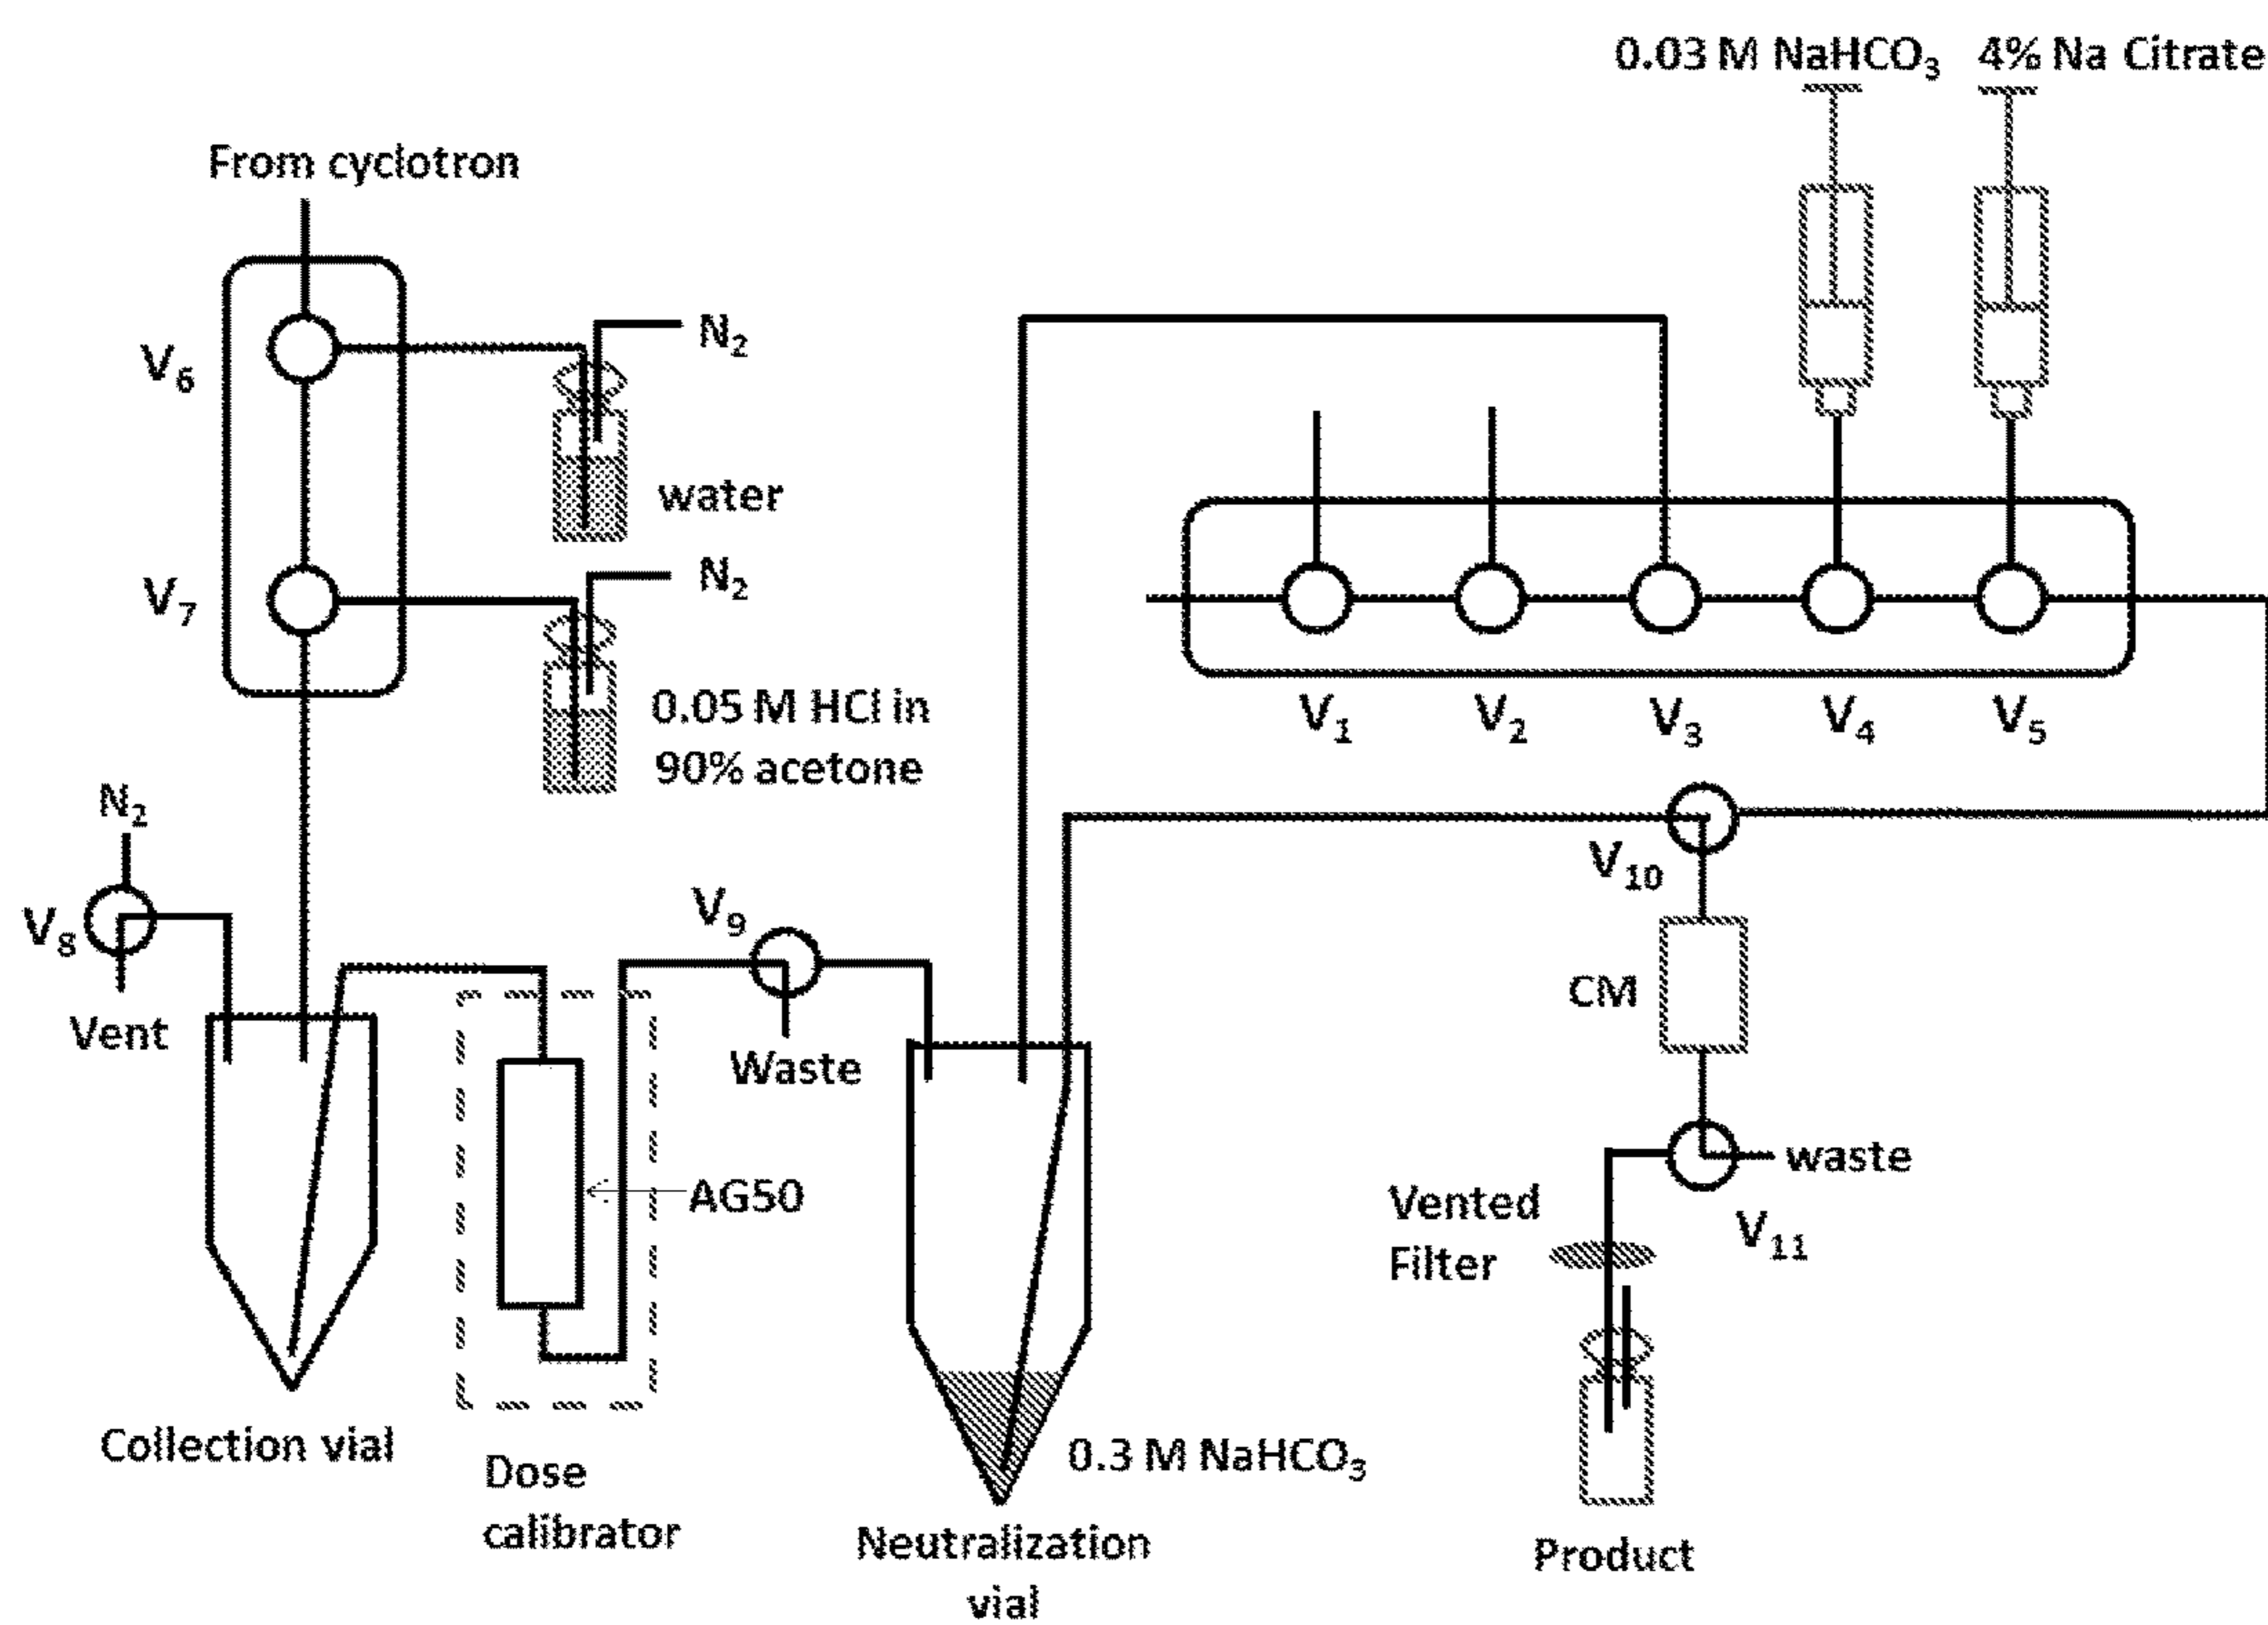 0.03 M NaHCO₃ 4% Na Citrate
From cyclotron
N₂
V₆
water
N₂
V₇
0.05 M HCl in
90% acetone
V₁ V₂ V₃ V₄ V₅
N₂
V₈
Vent
V₉
Waste
V₁₀
CM
AG50
waste
Vented
Filter
V₁₁
Collection vial
Dose
calibrator
0.3 M NaHCO₃
Neutralization
vial
Product